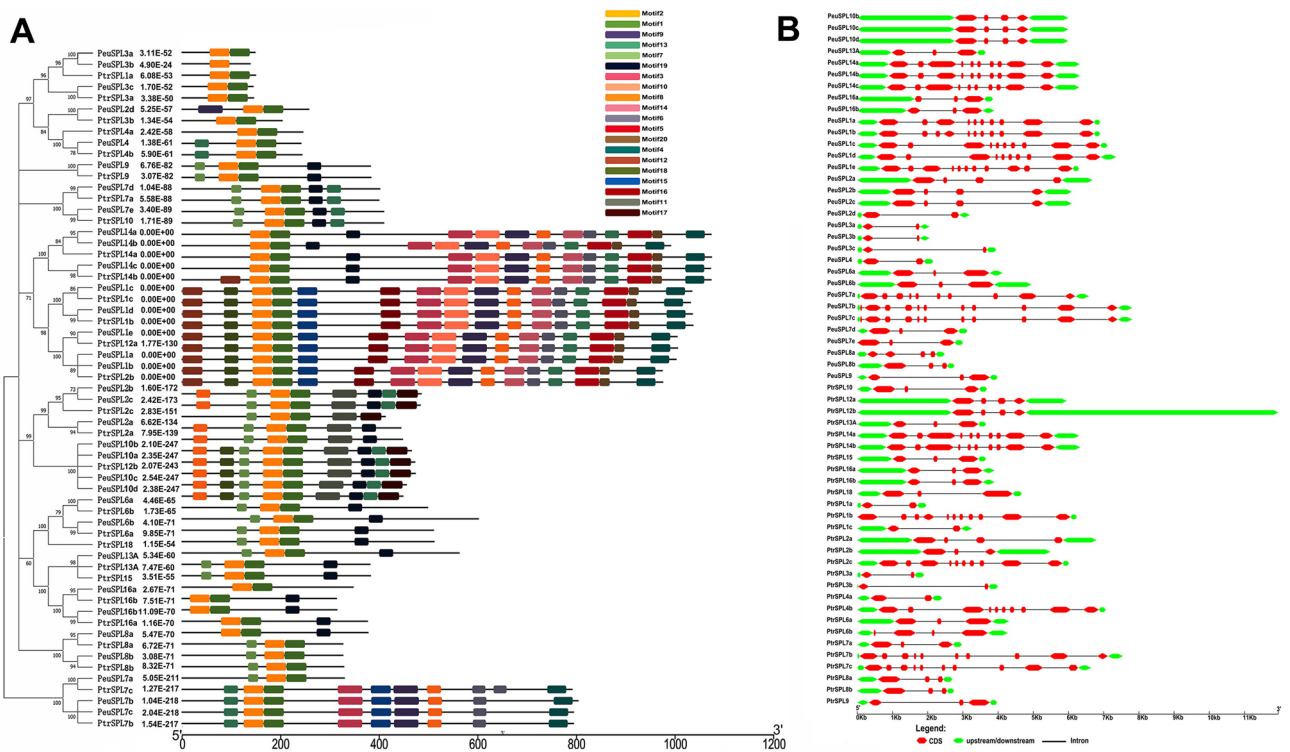 A
PeuSPL3a 3.11E-52
PeuSPL3b 4.90E-24
PtrSPL1a 6.08E-53
PeuSPL3c 1.70E-52
PtrSPL3a 3.38E-50
PeuSPL2d 5.25E-57
PtrSPL3b 1.34E-54
PtrSPL4a 2.42E-58
PeuSPL4 1.38E-61
PtrSPL4b 5.90E-61
PeuSPL9 6.76E-82
PtrSPL9 3.07E-82
PeuSPL7d 1.04E-88
PtrSPL7a 5.58E-88
PeuSPL7e 3.40E-89
PtrSPL10 1.71E-89
PeuSPL14a 0.00E+00
PeuSPL14b 0.00E+00
PtrSPL14a 0.00E+00
PeuSPL14c 0.00E+00
PtrSPL14b 0.00E+00
PeuSPL1c 0.00E+00
PtrSPL1c 0.00E+00
PeuSPL1d 0.00E+00
PtrSPL1b 0.00E+00
PeuSPL1e 0.00E+00
PtrSPL12a 1.77E-130
PeuSPL1a 0.00E+00
PeuSPL1b 0.00E+00
PtrSPL2b 0.00E+00
PeuSPL2b 1.60E-172
PeuSPL2c 2.42E-173
PtrSPL2c 2.83E-151
PeuSPL2a 6.62E-134
PtrSPL2a 7.95E-139
PeuSPL10b 2.10E-247
PeuSPL10a 2.35E-247
PtrSPL12b 2.07E-243
PeuSPL10c 2.54E-247
PeuSPL10d 2.38E-247
PeuSPL6a 4.46E-65
PtrSPL6b 1.73E-65
PeuSPL6b 4.10E-71
PtrSPL6a 9.85E-71
PtrSPL18 1.15E-54
PeuSPL13A 5.34E-60
PtrSPL13A 7.47E-60
PtrSPL15 3.51E-55
PeuSPL16a 2.67E-71
PtrSPL16b 7.51E-71
PeuSPL16b 11.09E-70
PtrSPL16a 1.16E-70
PeuSPL8a 5.47E-70
PtrSPL8a 6.72E-71
PeuSPL8b 3.08E-71
PtrSPL8b 8.32E-71
PeuSPL7a 5.05E-211
PtrSPL7c 1.27E-217
PeuSPL7b 1.04E-218
PeuSPL7c 2.04E-218
PtrSPL7b 1.54E-217
5'
3'
0 200 400 600 800 1000 1200
Motif2
Motif1
Motif9
Motif13
Motif7
Motif19
Motif3
Motif10
Motif8
Motif14
Motif6
Motif5
Motif20
Motif4
Motif12
Motif18
Motif15
Motif16
Motif11
Motif17
B
PeuSPL10b
PeuSPL10c
PeuSPL10d
PeuSPL13A
PeuSPL14a
PeuSPL14b
PeuSPL14c
PeuSPL16a
PeuSPL16b
PeuSPL1a
PeuSPL1b
PeuSPL1c
PeuSPL1d
PeuSPL1e
PeuSPL2a
PeuSPL2b
PeuSPL2c
PeuSPL2d
PeuSPL3a
PeuSPL3b
PeuSPL3c
PeuSPL4
PeuSPL6a
PeuSPL6b
PeuSPL7a
PeuSPL7b
PeuSPL7c
PeuSPL7d
PeuSPL7e
PeuSPL8a
PeuSPL8b
PeuSPL9
PtrSPL10
PtrSPL12a
PtrSPL12b
PtrSPL13A
PtrSPL14a
PtrSPL14b
PtrSPL15
PtrSPL16a
PtrSPL16b
PtrSPL18
PtrSPL1a
PtrSPL1b
PtrSPL1c
PtrSPL2a
PtrSPL2b
PtrSPL2c
PtrSPL3a
PtrSPL3b
PtrSPL4a
PtrSPL4b
PtrSPL6a
PtrSPL6b
PtrSPL7a
PtrSPL7b
PtrSPL7c
PtrSPL8a
PtrSPL8b
PtrSPL9
5'
3'
0Kb 1Kb 2Kb 3Kb 4Kb 5Kb 6Kb 7Kb 8Kb 9Kb 10Kb 11Kb
Legend:
CDS upstream/downstream Intron